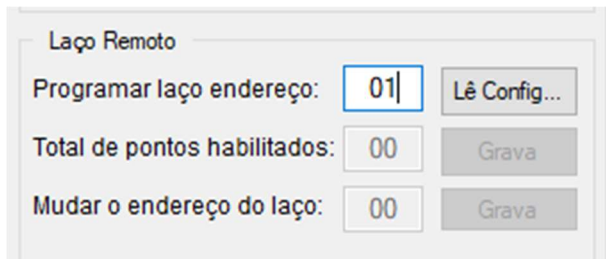 Laço Remoto
Programar laço endereço: 01 Lê Config...
Total de pontos habilitados: 00 Grava
Mudar o endereço do laço: 00 Grava